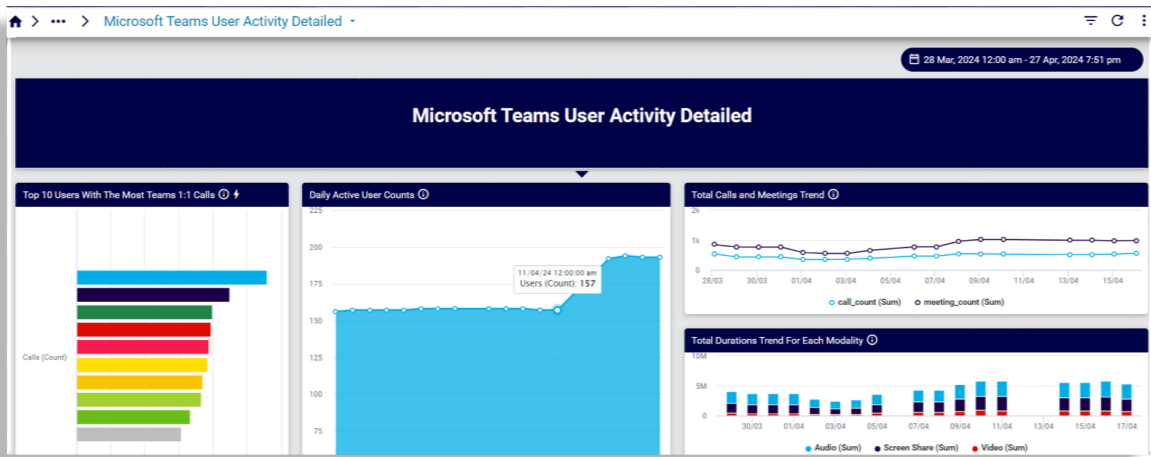 Microsoft Teams User Activity Detailed
28 Mar, 2024 12:00 am - 27 Apr, 2024 7:51 pm
Microsoft Teams User Activity Detailed
Top 10 Users With The Most Teams 1:1 Calls
Calls (Count)
Daily Active User Counts
225
200
175
150
125
100
75
11/04/24 12:00:00 am
Users (Count): 157
Total Calls and Meetings Trend
2k
1k
0
28/03 30/03 01/04 03/04 05/04 07/04 09/04 11/04 13/04 15/04
call_count (Sum) meeting_count (Sum)
Total Durations Trend For Each Modality
10M
5M
0
30/03 01/04 03/04 05/04 07/04 09/04 11/04 13/04 15/04 17/04
Audio (Sum) Screen Share (Sum) Video (Sum)